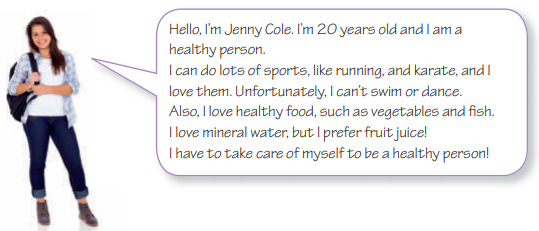 Hello, I'm Jenny Cole. I'm 20 years old and I am a
healthy person.
I can do lots of sports, like running, and karate, and I
love them. Unfortunately, I can't swim or dance.
Also, I love healthy food, such as vegetables and fish.
I love mineral water, but I prefer fruit juice!
I have to take care of myself to be a healthy person!